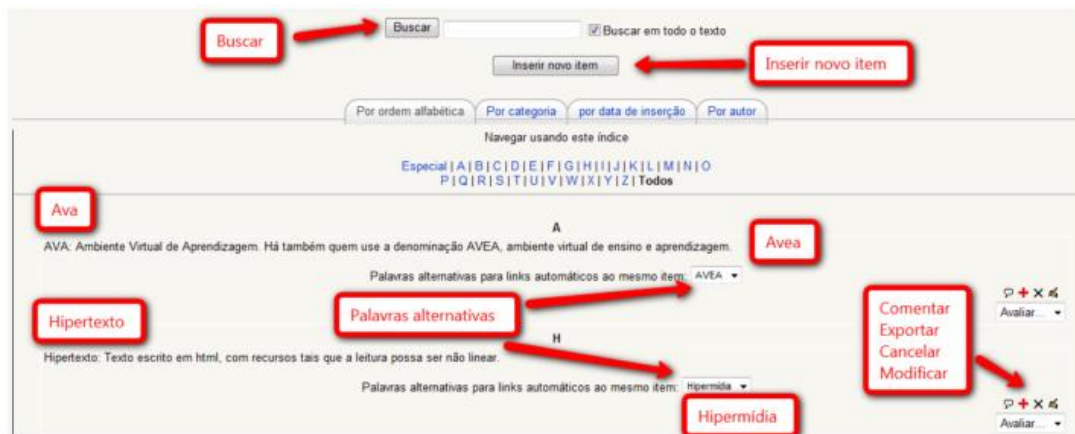 Buscar
Buscar
Buscar em todo o texto
Inserir novo item
Inserir novo item
Por ordem alfabética
Por categoria
por data de inserção
Por autor
Navegar usando este índice
Especial | A | B | C | D | E | F | G | H | I | J | K | L | M | N | O
P | Q | R | S | T | U | V | W | X | Y | Z | Todos
Ava
A
Avea
AVA: Ambiente Virtual de Aprendizagem. Há também quem use a denominação AVEA, ambiente virtual de ensino e aprendizagem.
Palavras alternativas para links automáticos ao mesmo item: AVEA
Palavras alternativas
Avaliar...
Comentar
Exportar
Cancelar
Modificar
Hipertexto
H
Hipertexto: Texto escrito em html, com recursos tais que a leitura possa ser não linear.
Palavras alternativas para links automáticos ao mesmo item: Hipermídia
Hipermídia
Avaliar...